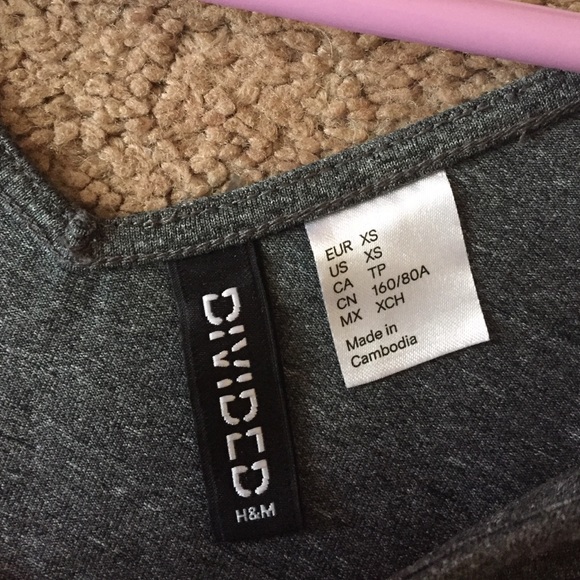 DIVIDED
H&M
EUR XS
US XS
CA TP
CN 160/80A
MX XCH
Made in
Cambodia